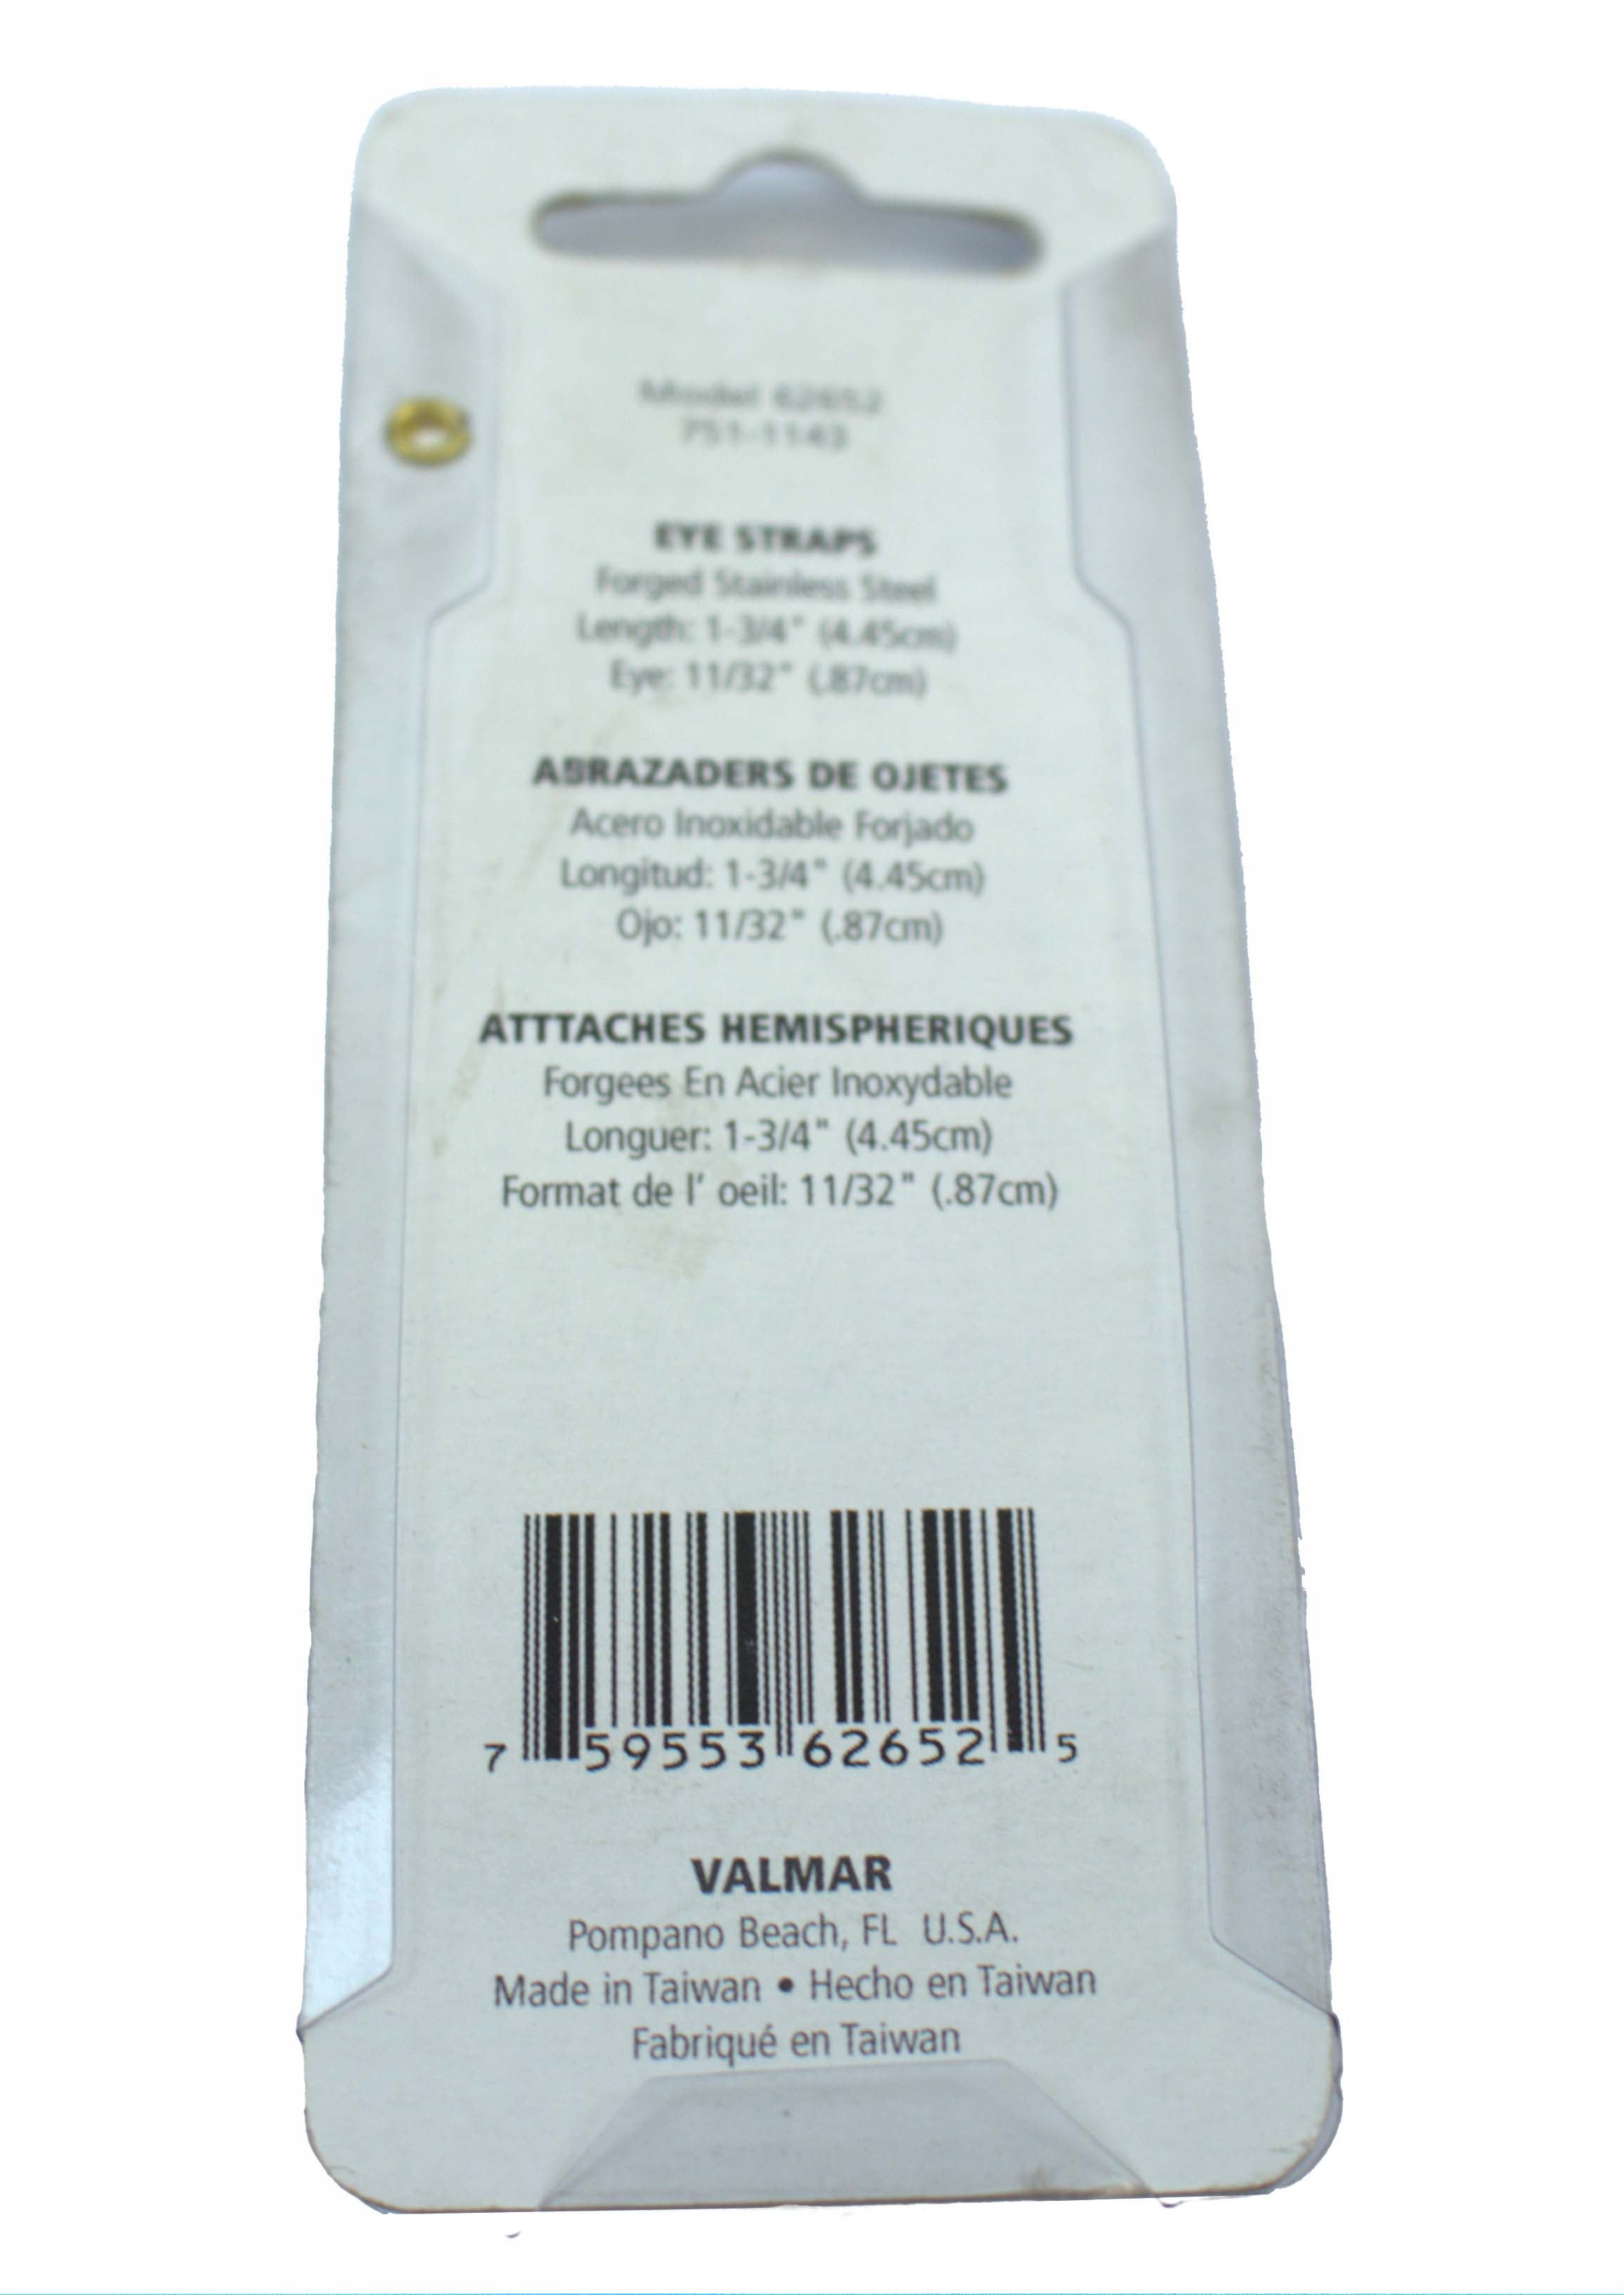 Model 62652
751-1143
EYE STRAPS
Forged Stainless Steel
Length: 1-3/4" (4.45cm)
Eye: 11/32" (.87cm)
ABRAZADERS DE OJETES
Acero Inoxidable Forjado
Longitud: 1-3/4" (4.45cm)
Ojo: 11/32" (.87cm)
ATTTACHES HEMISPHERIQUES
Forgees En Acier Inoxydable
Longuer: 1-3/4" (4.45cm)
Format de l' oeil: 11/32" (.87cm)
7 59553 62652 5
VALMAR
Pompano Beach, FL U.S.A.
Made in Taiwan • Hecho en Taiwan
Fabriqué en Taiwan